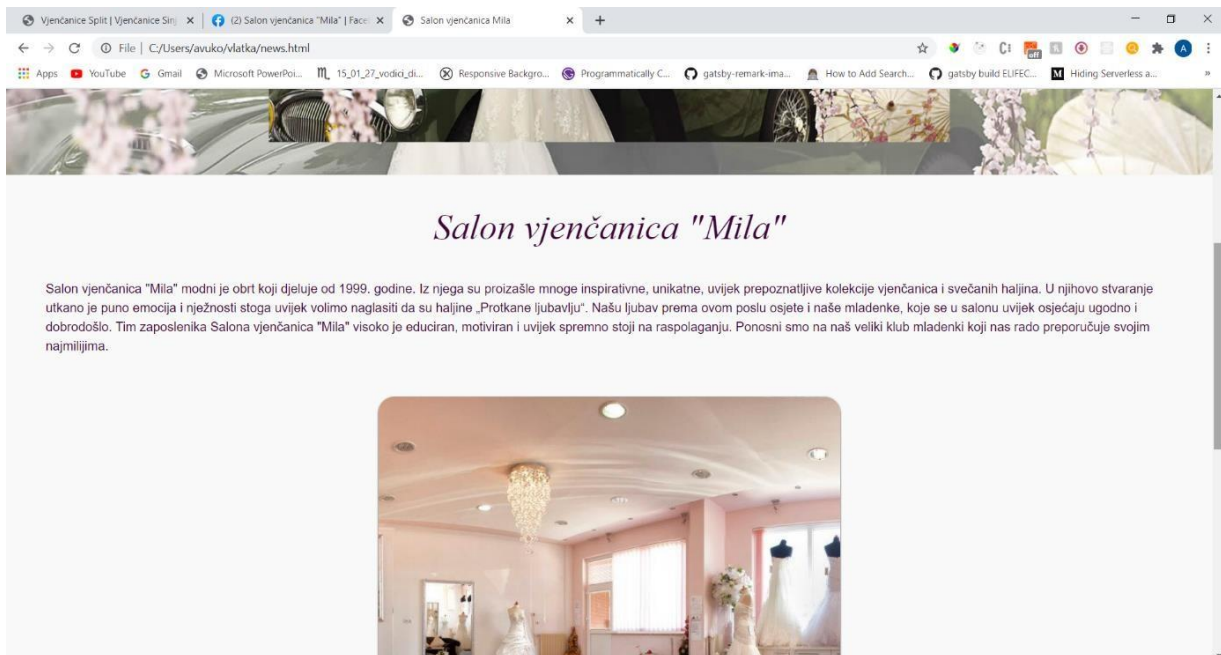 Vjenčanice Split | Vjenčanice Sinj
(2) Salon vjenčanica "Mila" | Face
Salon vjenčanica Mila
File | C:/Users/avuko/vlatka/news.html
A
Apps YouTube Gmail Microsoft PowerPoi... 15_01_27_vodici_di... Responsive Backgro... Programmatically C... gatsby-remark-ima... How to Add Search... gatsby build ELIFEC... Hiding Serverless a... »
off
Salon vjenčanica "Mila"
Salon vjenčanica "Mila" modni je obrt koji djeluje od 1999. godine. Iz njega su proizašle mnoge inspirativne, unikatne, uvijek prepoznatljive kolekcije vjenčanica i svečanih haljina. U njihovo stvaranje
utkano je puno emocija i nježnosti stoga uvijek volimo naglasiti da su haljine „Protkane ljubavlju“. Našu ljubav prema ovom poslu osjete i naše mladenke, koje se u salonu uvijek osjećaju ugodno i
dobrodošlo. Tim zaposlenika Salona vjenčanica "Mila" visoko je educiran, motiviran i uvijek spremno stoji na raspolaganju. Ponosni smo na naš veliki klub mladenki koji nas rado preporučuje svojim
najmilijima.